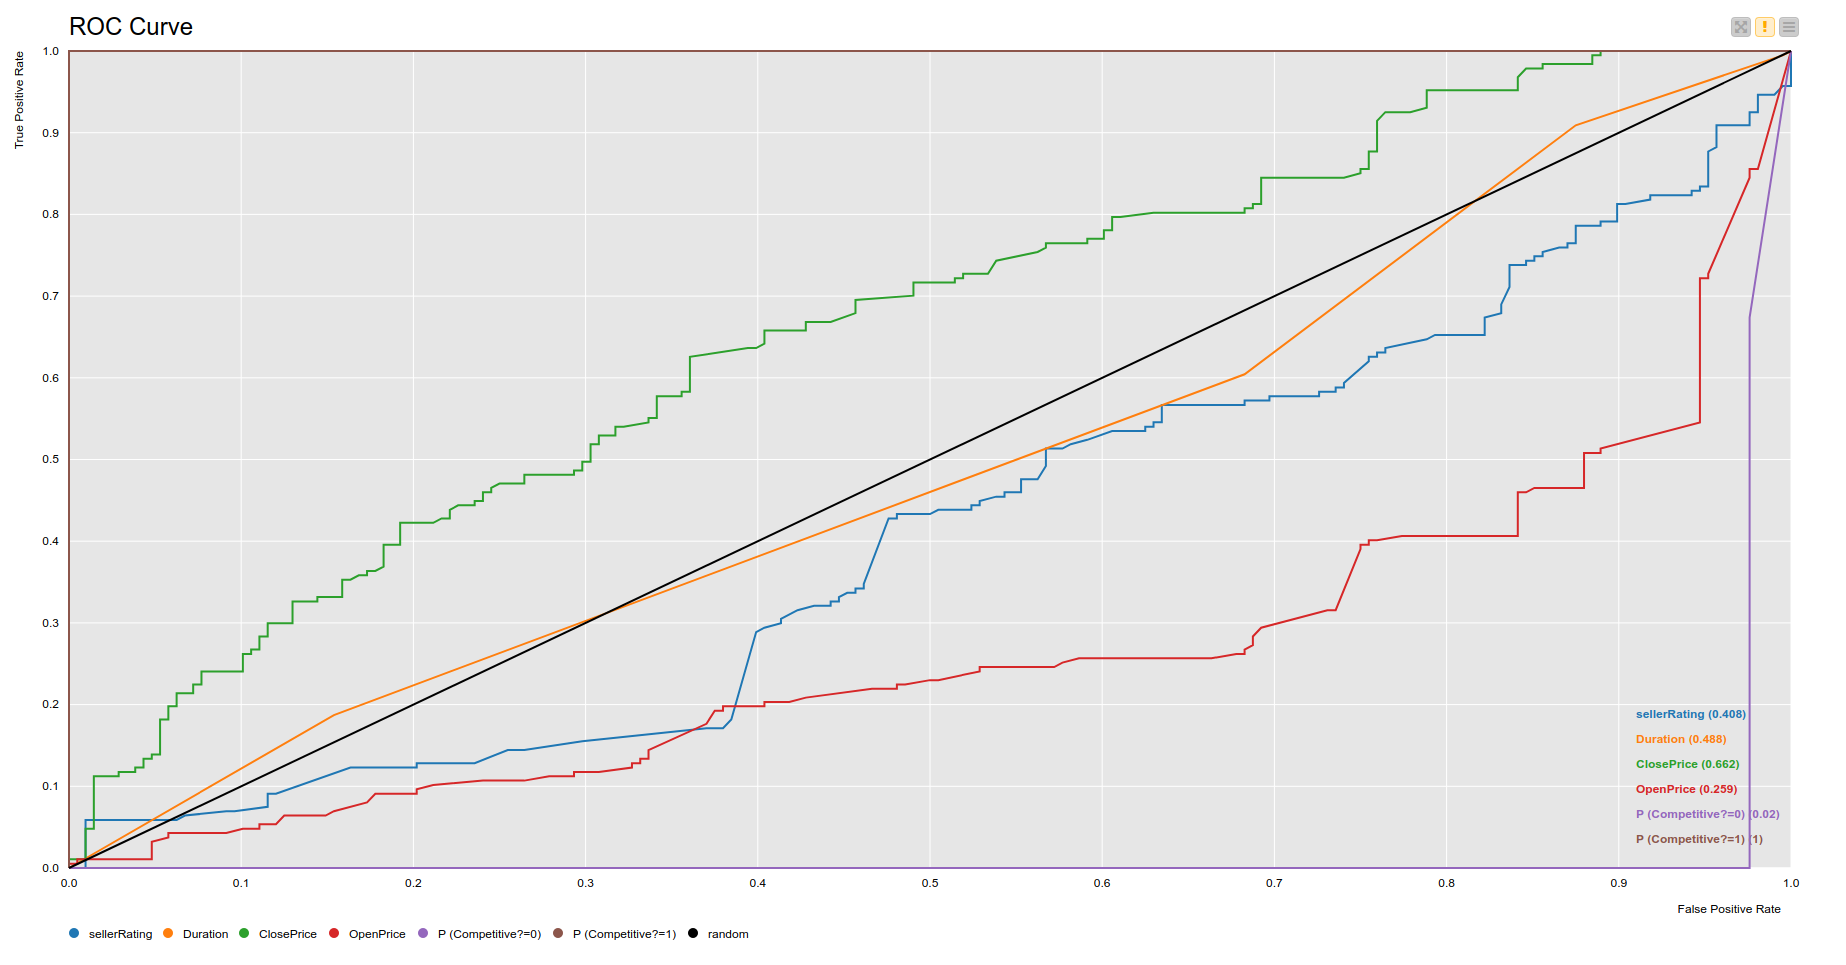 ROC Curve
!
True Positive Rate
1.0
0.9
0.8
0.7
0.6
0.5
0.4
0.3
0.2
0.1
0.0
sellerRating (0.408)
Duration (0.488)
ClosePrice (0.662)
OpenPrice (0.259)
P (Competitive?=0) (0.02)
P (Competitive?=1) (1)
0.0 0.1 0.2 0.3 0.4 0.5 0.6 0.7 0.8 0.9 1.0
False Positive Rate
sellerRating Duration ClosePrice OpenPrice P (Competitive?=0) P (Competitive?=1) random